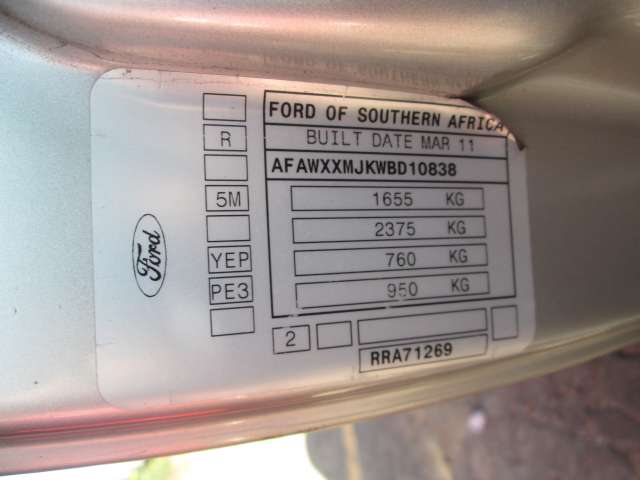 FORD OF SOUTHERN AFRICA
R
BUILT DATE MAR 11
AFAWXXMJKWBD10838
5M
1655 KG
2375 KG
YEP
760 KG
PE3
950 KG
Ford
2
RRA71269